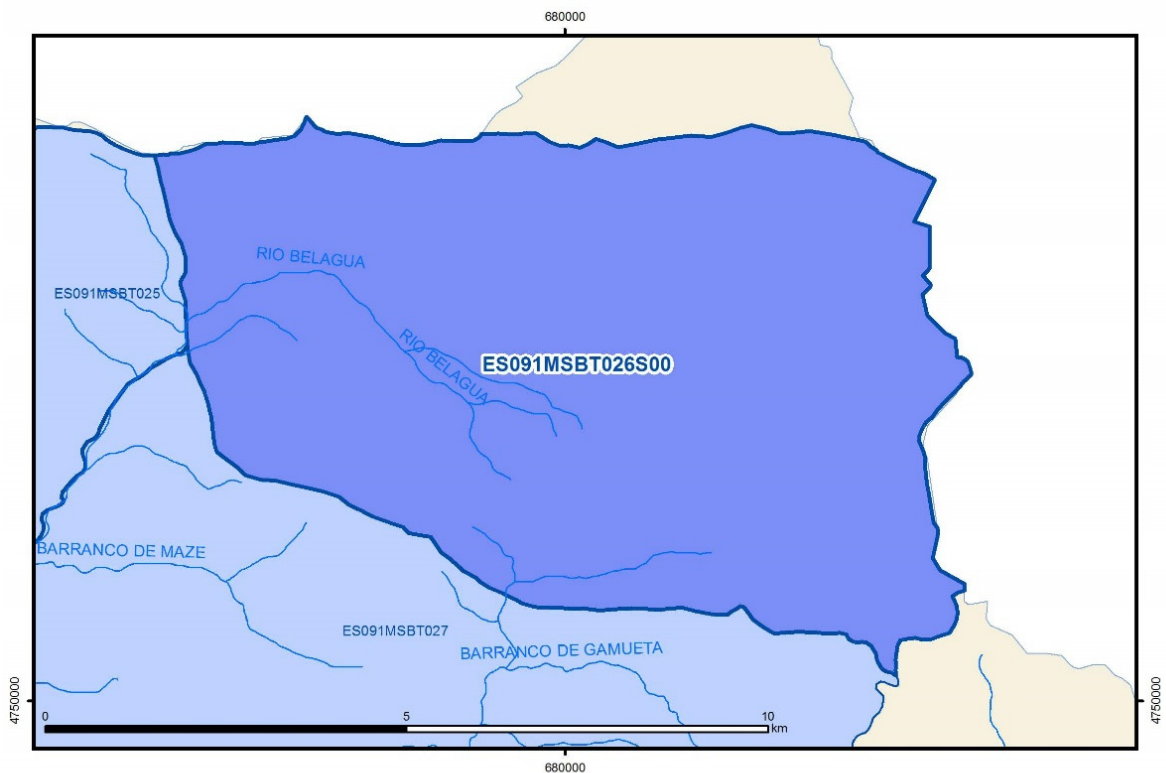 680000
RIO BELAGUA
ES091MSBT025
RIO BELAGUA
ES091MSBT026S00
BARRANCO DE MAZE
ES091MSBT027
BARRANCO DE GAMUETA
4750000
4750000
0 5 10
km
680000